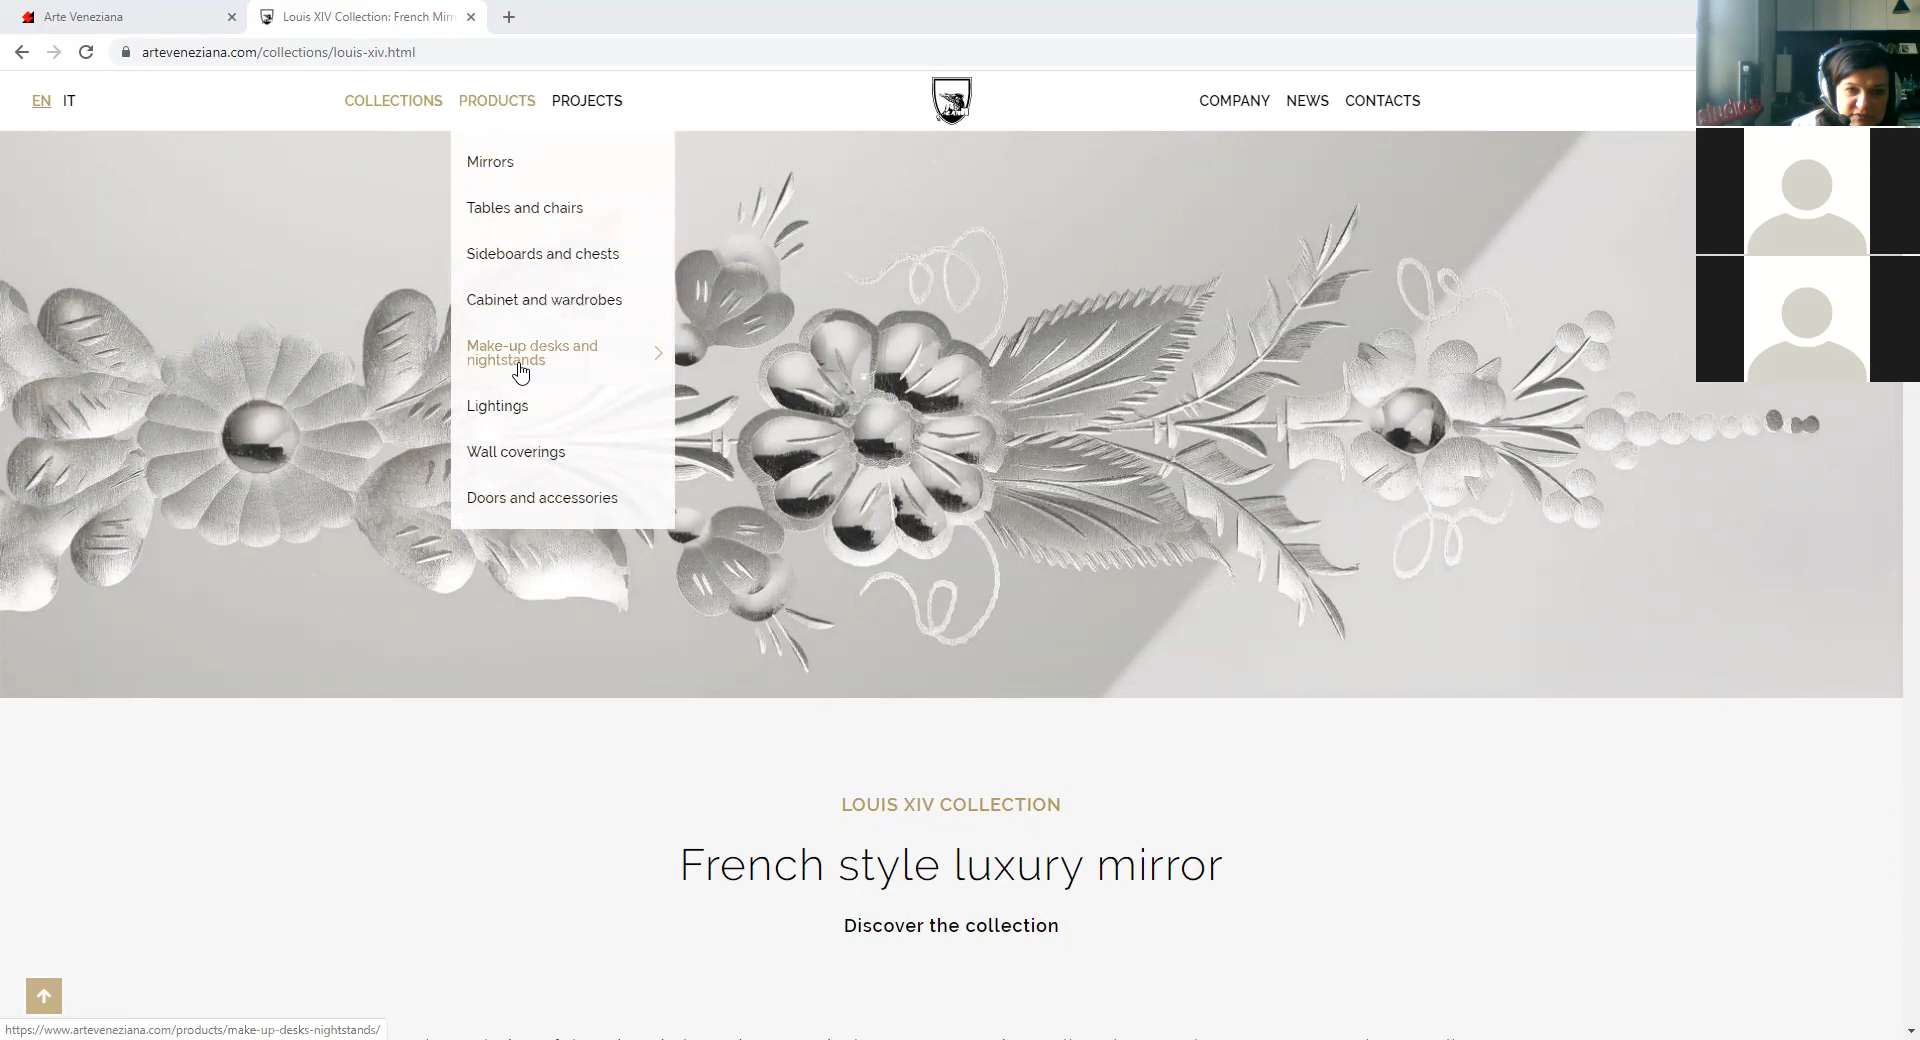 Arte Veneziana
Louis XIV Collection: French Mirr
arteveneziana.com/collections/louis-xiv.html
EN IT
COLLECTIONS PRODUCTS PROJECTS
COMPANY NEWS CONTACTS
Mirrors
Tables and chairs
Sideboards and chests
Cabinet and wardrobes
Make-up desks and
nightstands
Lightings
Wall coverings
Doors and accessories
LOUIS XIV COLLECTION
French style luxury mirror
Discover the collection
https://www.arteveneziana.com/products/make-up-desks-nightstands/